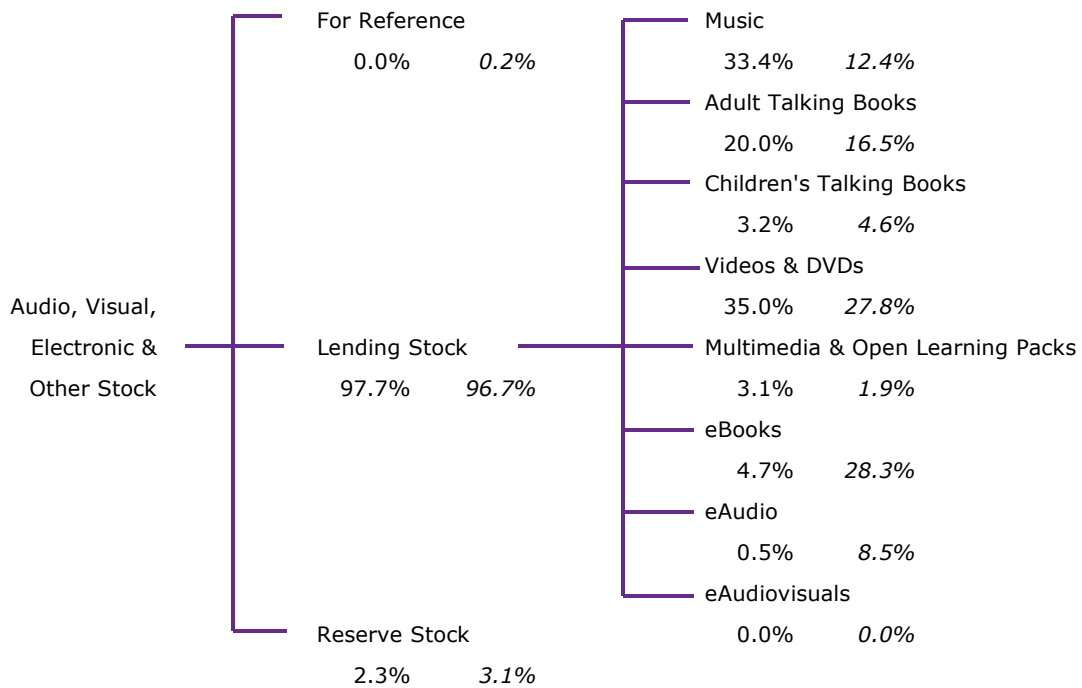 For Reference
0.0% 0.2%
Music
33.4% 12.4%
Adult Talking Books
20.0% 16.5%
Children's Talking Books
3.2% 4.6%
Videos & DVDs
35.0% 27.8%
Audio, Visual,
Electronic &
Other Stock
Lending Stock
97.7% 96.7%
Multimedia & Open Learning Packs
3.1% 1.9%
eBooks
4.7% 28.3%
eAudio
0.5% 8.5%
eAudiovisuals
0.0% 0.0%
Reserve Stock
2.3% 3.1%